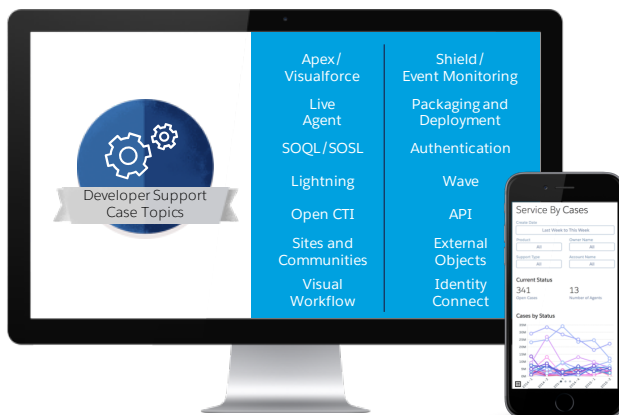 Developer Support
Case Topics
Apex/
Visualforce
Live
Agent
SOQL/SOSL
Lightning
Open CTI
Sites and
Communities
Visual
Workflow
Shield/
Event Monitoring
Packaging and
Deployment
Authentication
Wave
API
External
Objects
Identity
Connect
Service By Cases
Last Week to This Week
Product
Owner Name
All
All
Support Type
Account Name
All
All
Current Status
341
13
Open Cases
Number of Agents
Cases by Status